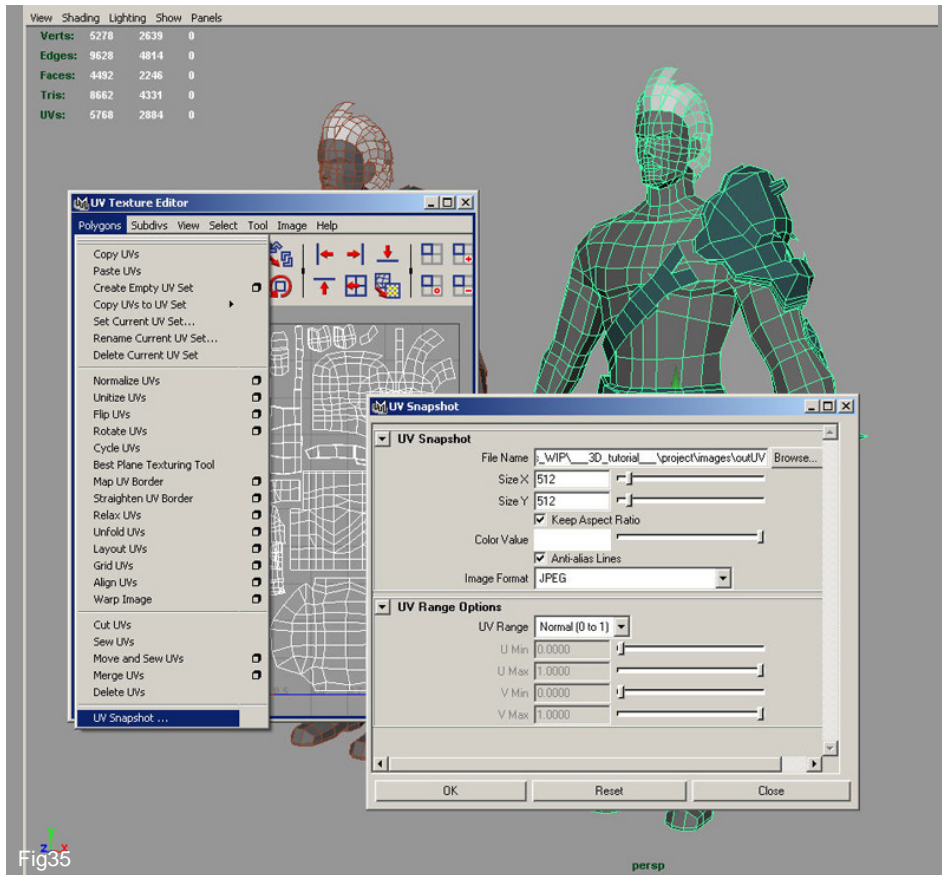 View Shading Lighting Show Panels
Verts: 5278 2639 0
Edges: 9628 4814 0
Faces: 4492 2246 0
Tris: 8662 4331 0
UVs: 5768 2884 0
UV Texture Editor
Polygons Subdivs View Select Tool Image Help
Copy UVs
Paste UVs
Create Empty UV Set
Copy UVs to UV Set
Set Current UV Set...
Rename Current UV Set...
Delete Current UV Set
Normalize UVs
Unitize UVs
Flip UVs
Rotate UVs
Cycle UVs
Best Plane Texturing Tool
Map UV Border
Straighten UV Border
Relax UVs
Unfold UVs
Layout UVs
Grid UVs
Align UVs
Warp Image
Cut UVs
Sew UVs
Move and Sew UVs
Merge UVs
Delete UVs
UV Snapshot ...
UV Snapshot
UV Snapshot
File Name :_WIP\___3D_tutorial___\project\images\outUV Browse...
Size X 512
Size Y 512
Keep Aspect Ratio
Color Value
Anti-alias Lines
Image Format JPEG
UV Range Options
UV Range Normal (0 to 1)
U Min 0.0000
U Max 1.0000
V Min 0.0000
V Max 1.0000
OK Reset Close
y
z x
Fig35
persp